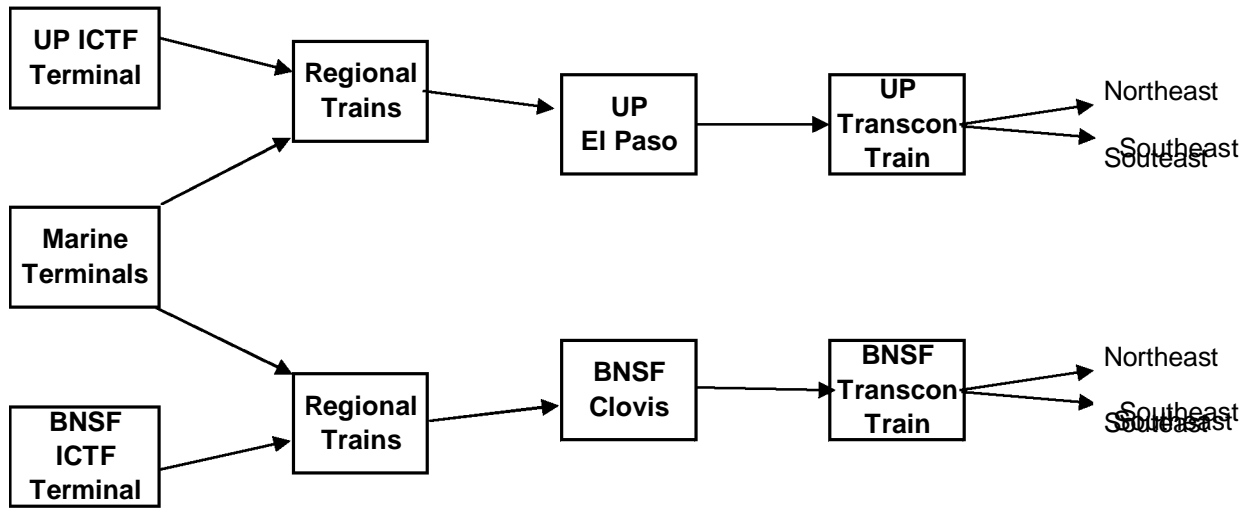 UP ICTF
Terminal
Regional
Trains
UP
El Paso
UP
Transcon
Train
Northeast
Southeast
Souteast
Marine
Terminals
BNSF
ICTF
Terminal
Regional
Trains
BNSF
Clovis
BNSF
Transcon
Train
Northeast
Southeast